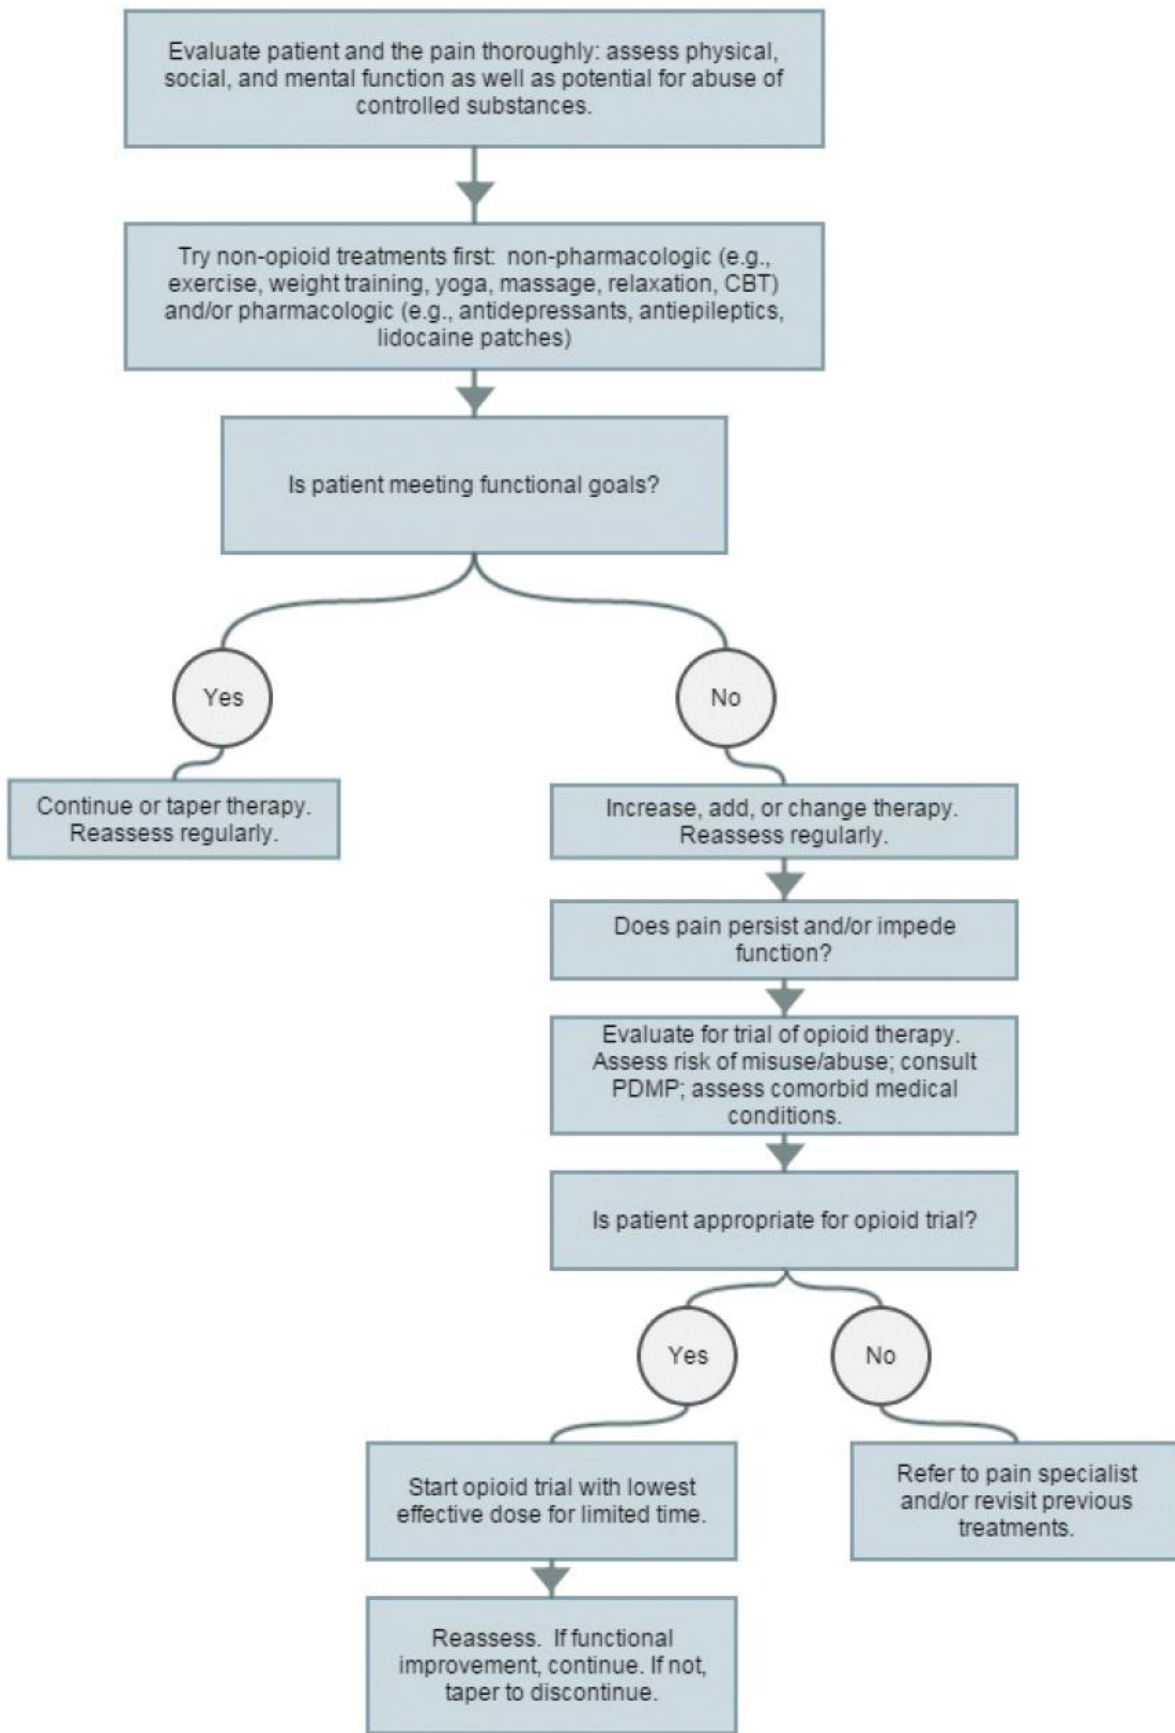 Evaluate patient and the pain thoroughly: assess physical,
social, and mental function as well as potential for abuse of
controlled substances.
Try non-opioid treatments first:  non-pharmacologic (e.g.,
exercise, weight training, yoga, massage, relaxation, CBT)
and/or pharmacologic (e.g., antidepressants, antiepileptics,
lidocaine patches)
Is patient meeting functional goals?
Yes
No
Continue or taper therapy.
Reassess regularly.
Increase, add, or change therapy.
Reassess regularly.
Does pain persist and/or impede
function?
Evaluate for trial of opioid therapy.
Assess risk of misuse/abuse; consult
PDMP; assess comorbid medical
conditions.
Is patient appropriate for opioid trial?
Yes
No
Start opioid trial with lowest
effective dose for limited time.
Refer to pain specialist
and/or revisit previous
treatments.
Reassess.  If functional
improvement, continue. If not,
taper to discontinue.